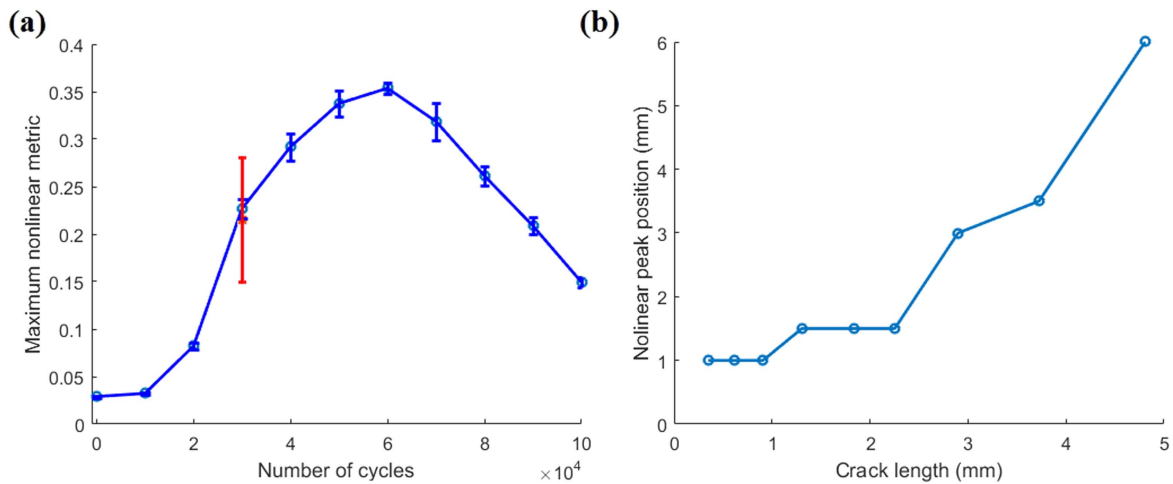 (a)
0.4
0.35
0.3
0.25
0.2
0.15
0.1
0.05
0
Maximum nonlinear metric
0 2 4 6 8 10
Number of cycles
×10⁴
(b)
6
5
4
3
2
1
0
Nolinear peak position (mm)
0 1 2 3 4 5
Crack length (mm)